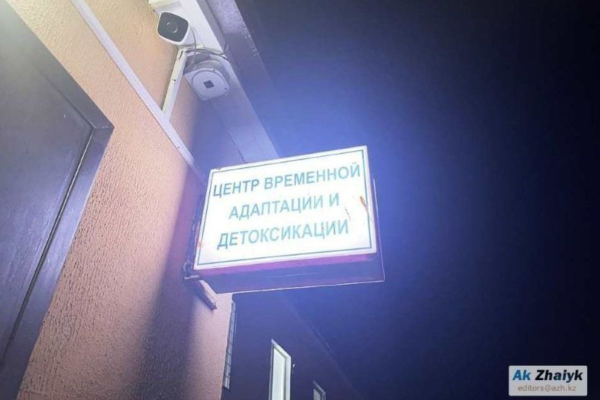 ЦЕНТР ВРЕМЕННОЙ
АДАПТАЦИИ И
ДЕТОКСИКАЦИИ
Ak Zhaiyk
editors@azh.kz